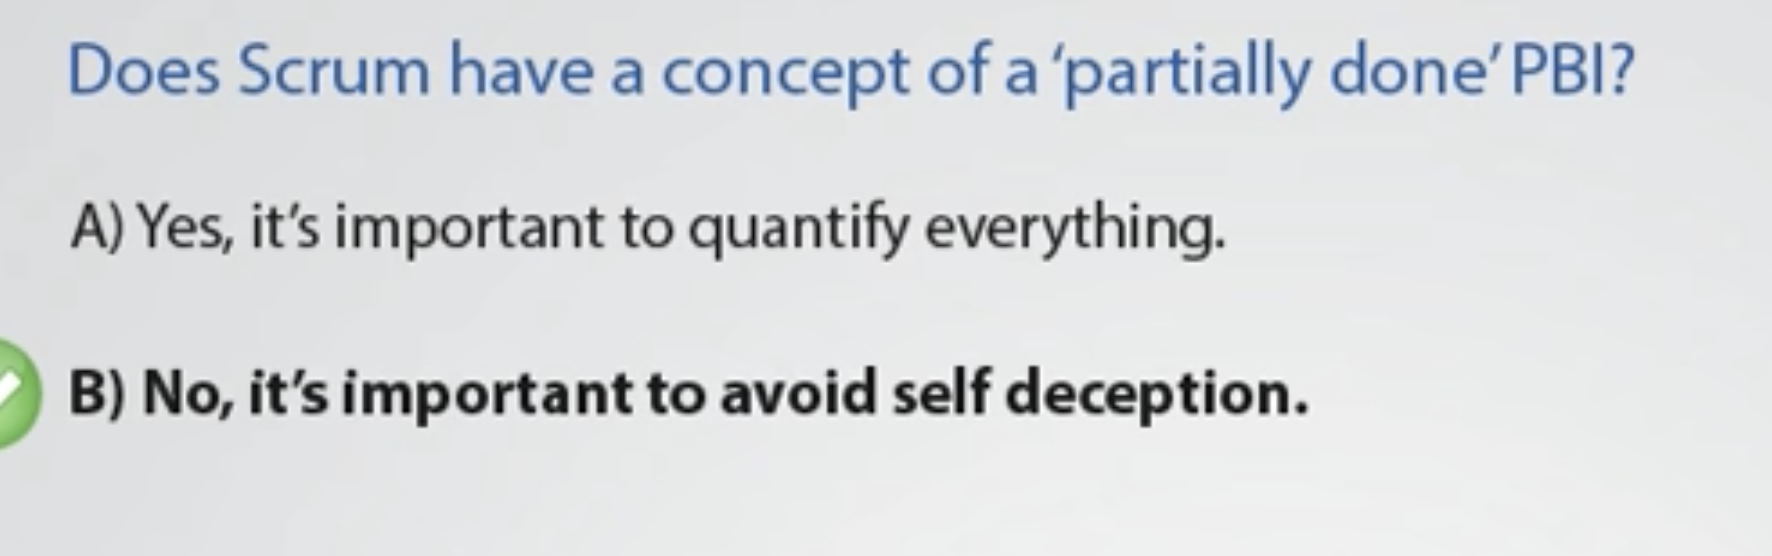 Does Scrum have a concept of a ‘partially done’ PBI?
A) Yes, it’s important to quantify everything.
B) No, it’s important to avoid self deception.